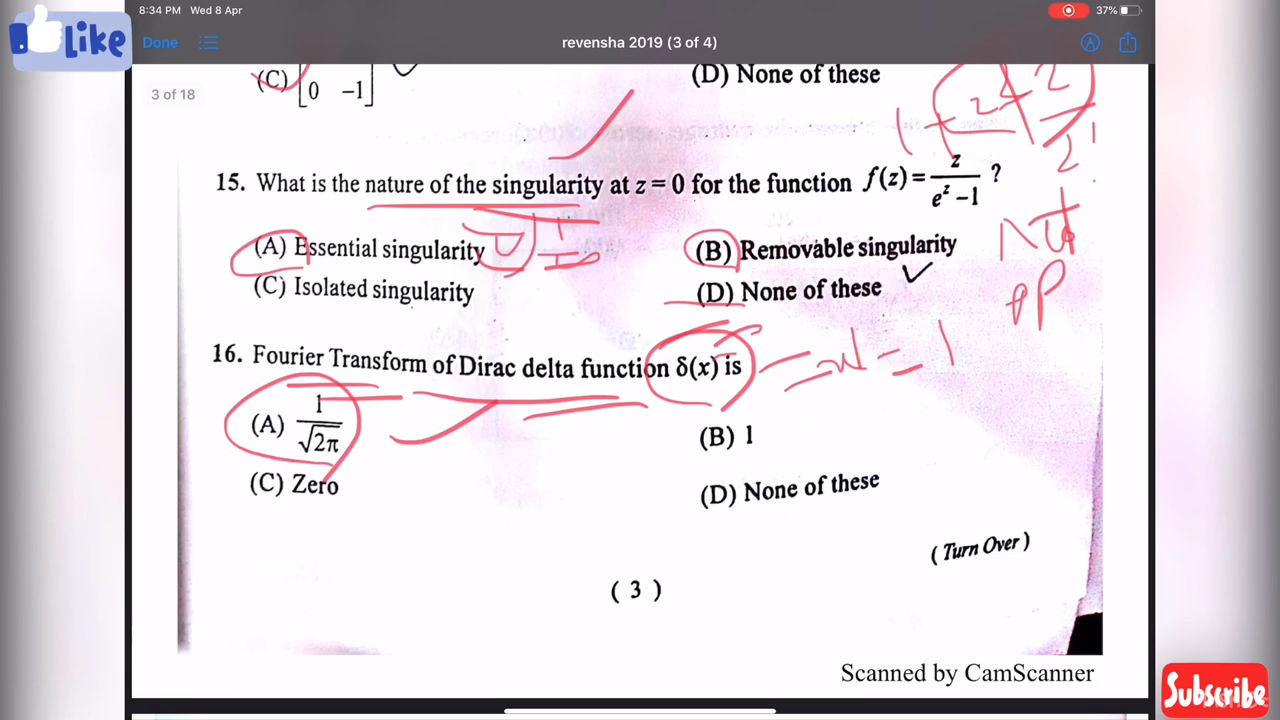 8:34 PM Wed 8 Apr
37%
Like
Done
revensha 2019 (3 of 4)
3 of 18
(C) [0 -1]
(D) None of these
15. What is the nature of the singularity at z = 0 for the function f(z) = z / (e^z − 1) ?
(A) Essential singularity
(B) Removable singularity
(C) Isolated singularity
(D) None of these
16. Fourier Transform of Dirac delta function δ(x) is
= 1
(A) 1/√2π
(B) 1
(C) Zero
(D) None of these
( Turn Over )
( 3 )
Scanned by CamScanner
Subscribe